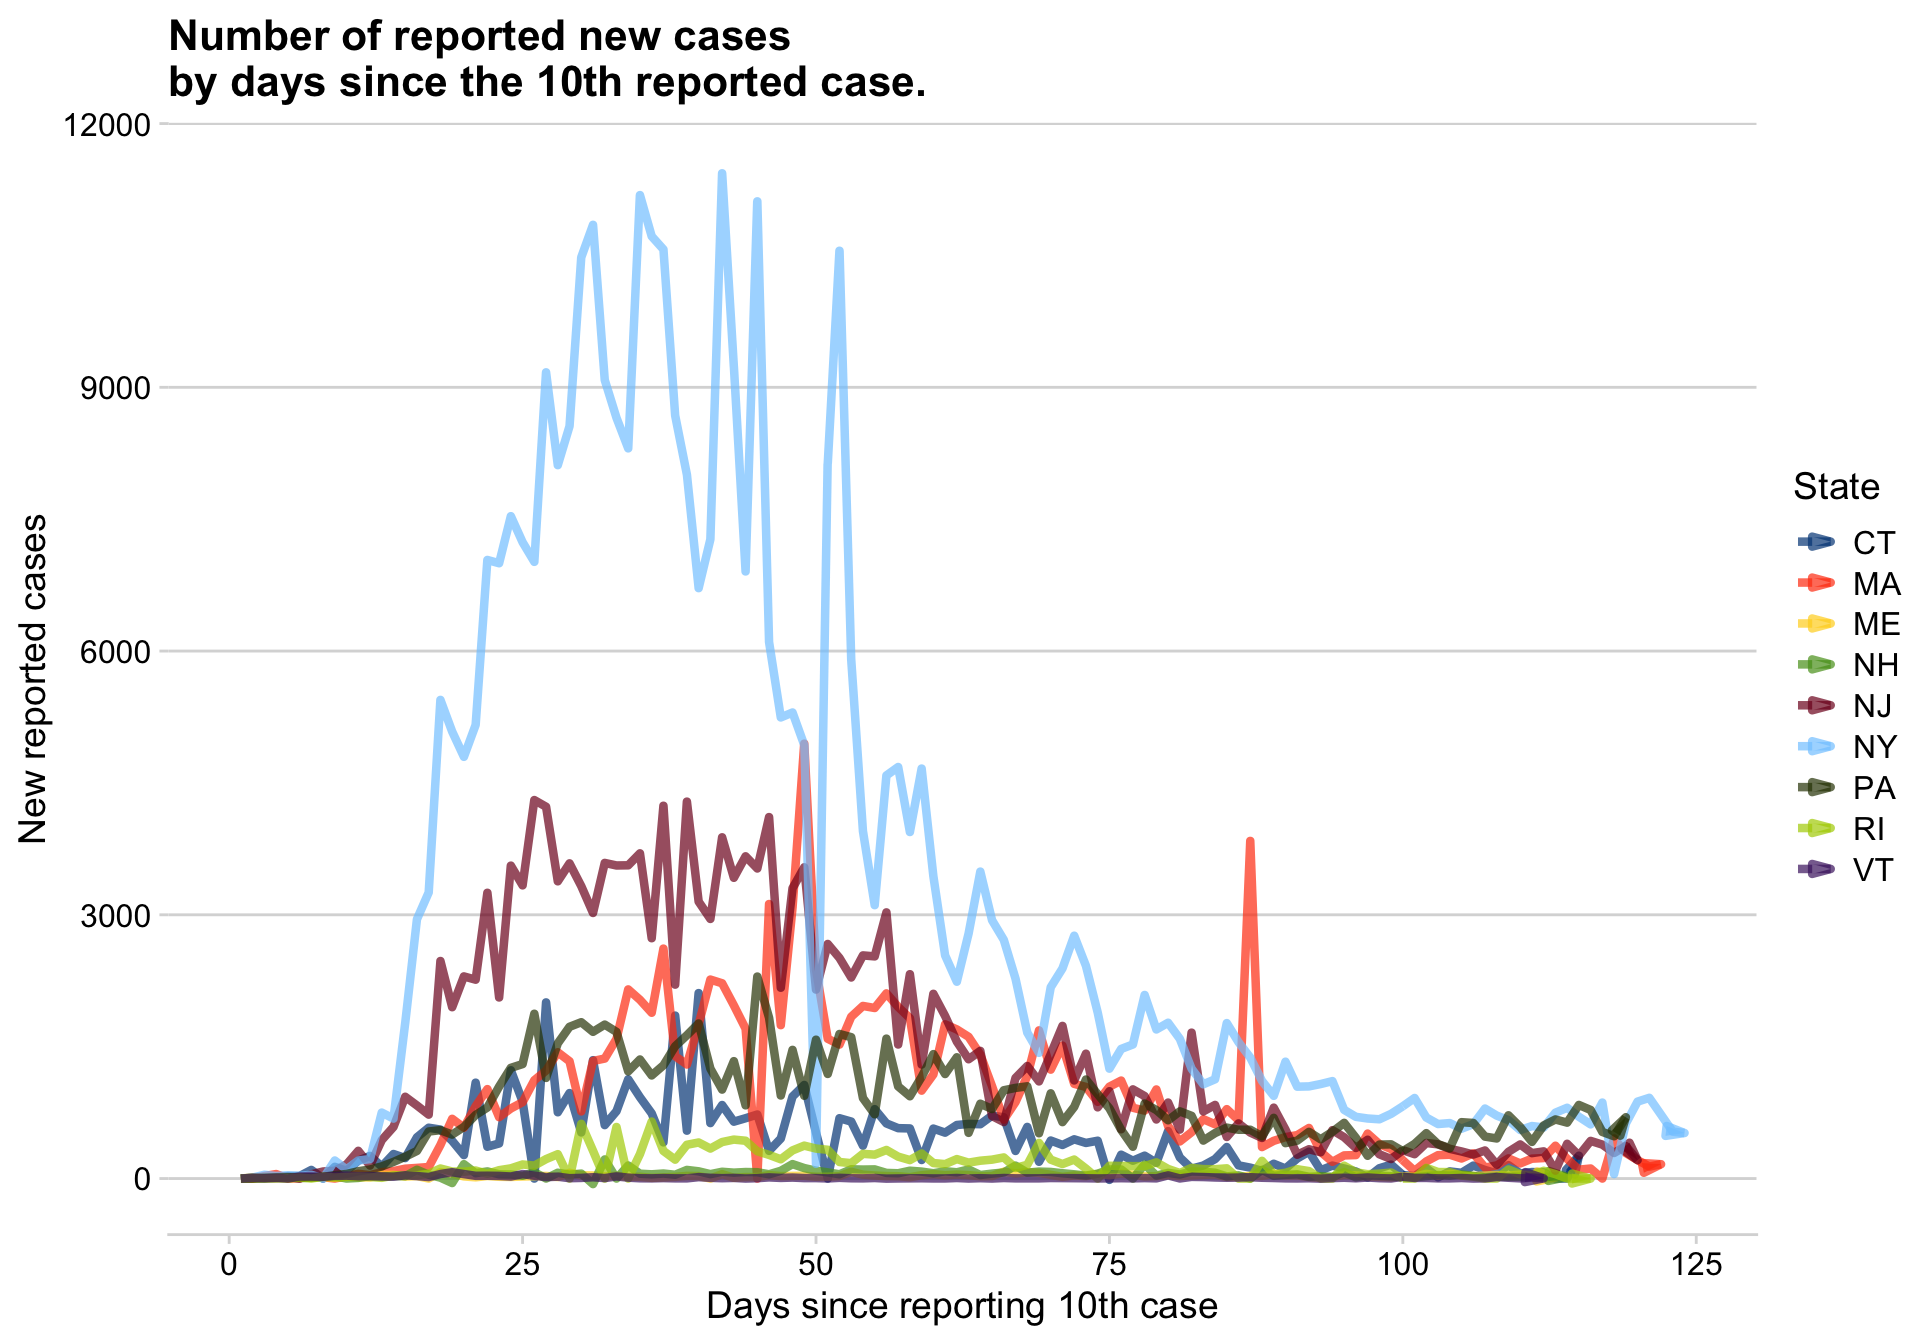 Number of reported new cases
by days since the 10th reported case.
12000
9000
6000
3000
0
New reported cases
0 25 50 75 100 125
Days since reporting 10th case
State
CT
MA
ME
NH
NJ
NY
PA
RI
VT